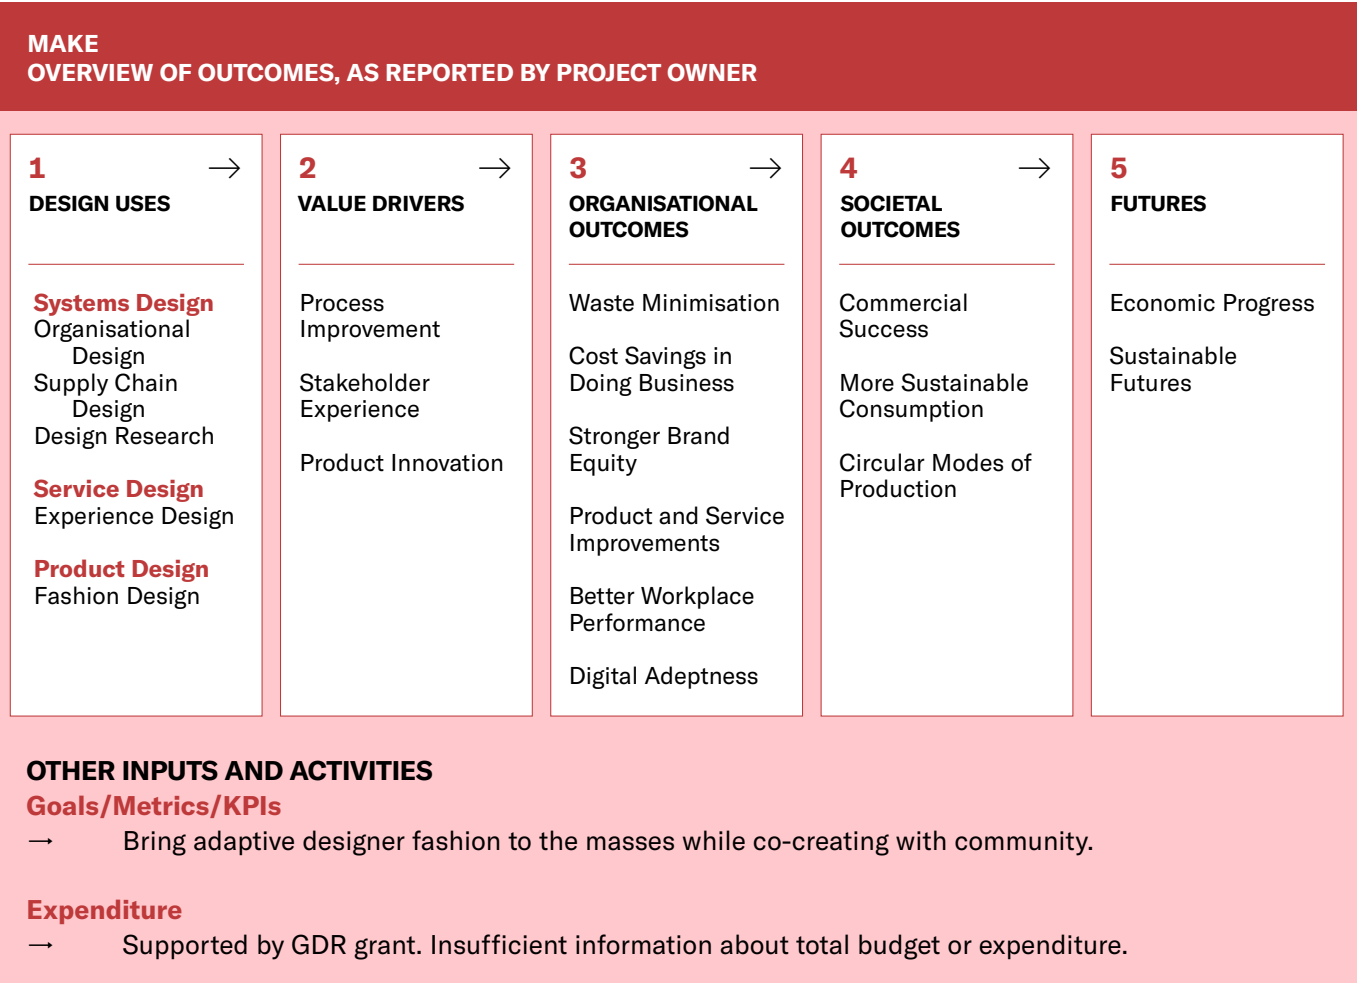 MAKE
OVERVIEW OF OUTCOMES, AS REPORTED BY PROJECT OWNER
1 →
DESIGN USES
Systems Design
Organisational
Design
Supply Chain
Design
Design Research
Service Design
Experience Design
Product Design
Fashion Design
2 →
VALUE DRIVERS
Process
Improvement
Stakeholder
Experience
Product Innovation
3 →
ORGANISATIONAL
OUTCOMES
Waste Minimisation
Cost Savings in
Doing Business
Stronger Brand
Equity
Product and Service
Improvements
Better Workplace
Performance
Digital Adeptness
4 →
SOCIETAL
OUTCOMES
Commercial
Success
More Sustainable
Consumption
Circular Modes of
Production
5
FUTURES
Economic Progress
Sustainable
Futures
OTHER INPUTS AND ACTIVITIES
Goals/Metrics/KPIs
→ Bring adaptive designer fashion to the masses while co-creating with community.
Expenditure
→ Supported by GDR grant. Insufficient information about total budget or expenditure.